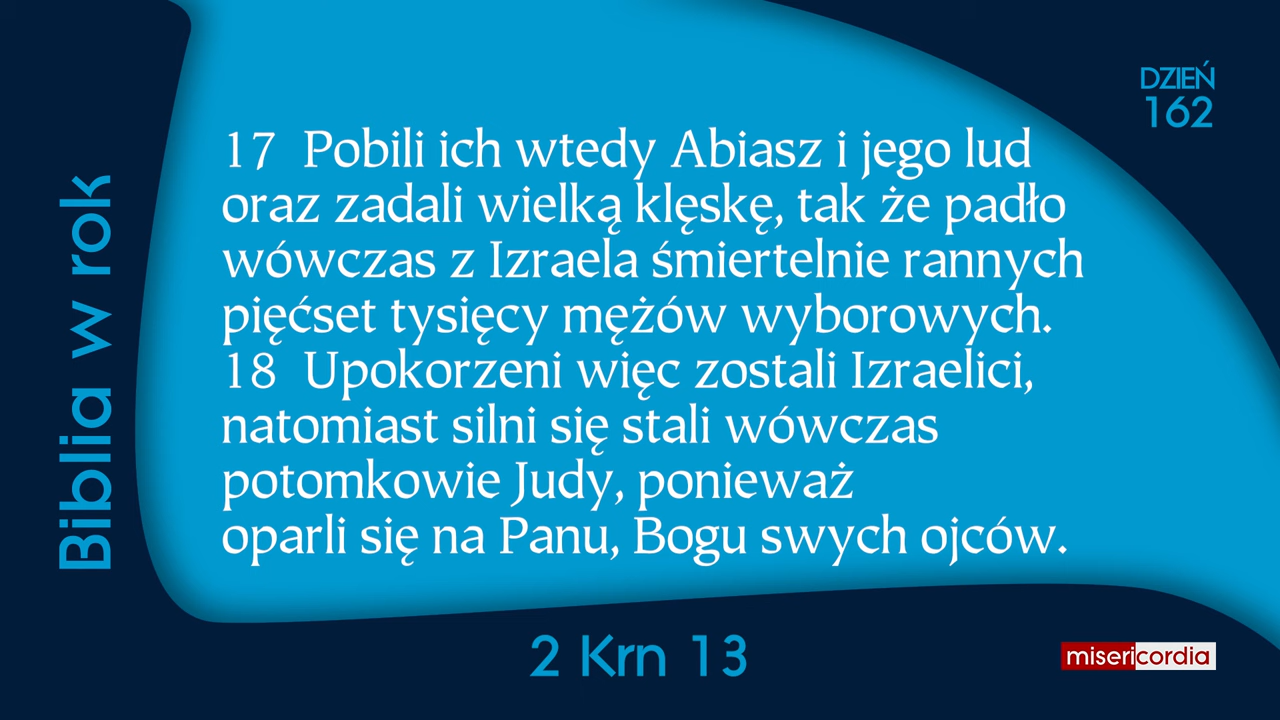 DZIEŃ
162
17 Pobili ich wtedy Abiasz i jego lud
oraz zadali wielką klęskę, tak że padło
wówczas z Izraela śmiertelnie rannych
pięćset tysięcy mężów wyborowych.
18 Upokorzeni więc zostali Izraelici,
natomiast silni się stali wówczas
potomkowie Judy, ponieważ
oparli się na Panu, Bogu swych ojców.
Biblia w rok
2 Krn 13
misericordia